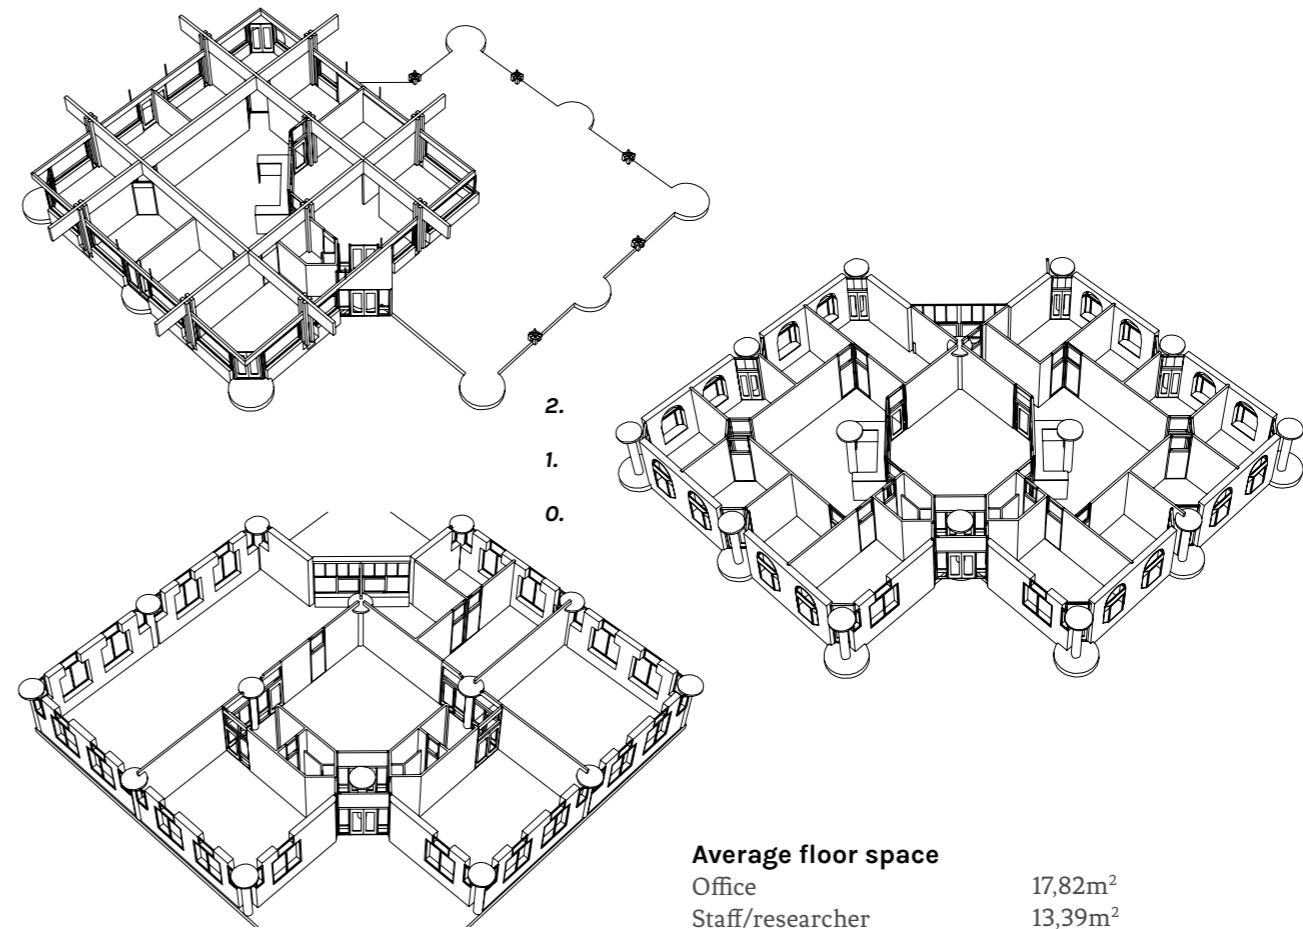 2.
1.
0.
Average floor space
Office 17,82m²
Staff/researcher 13,39m²